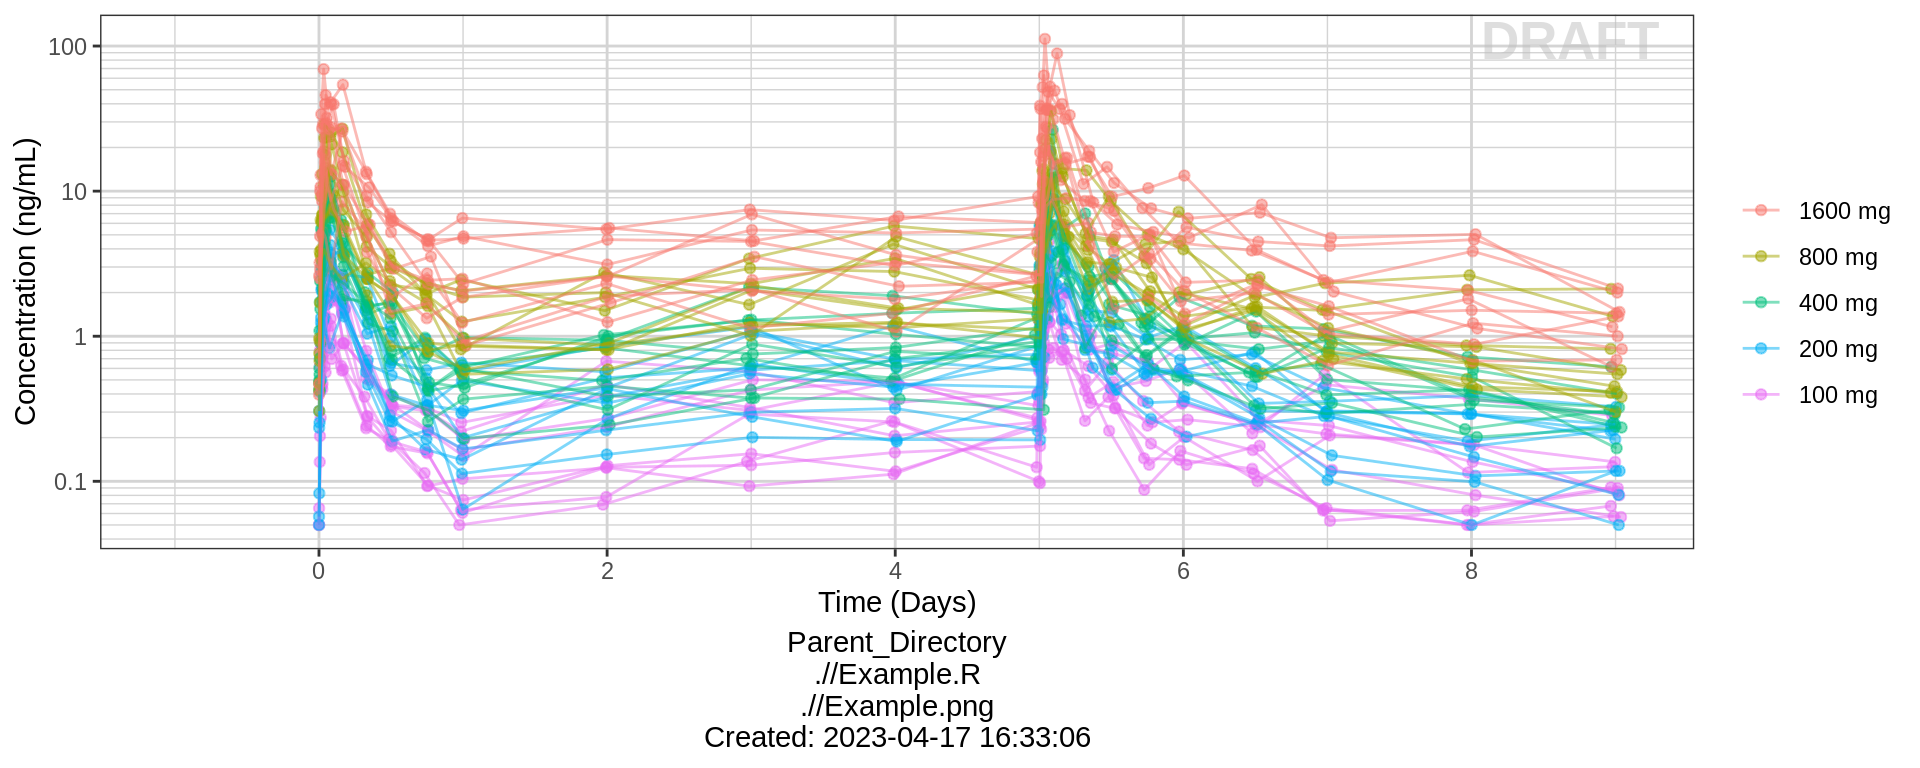 DRAFT
Concentration (ng/mL)
100
10
1
0.1
0
2
4
6
8
Time (Days)
Parent_Directory
.//Example.R
.//Example.png
Created: 2023-04-17 16:33:06
1600 mg
800 mg
400 mg
200 mg
100 mg